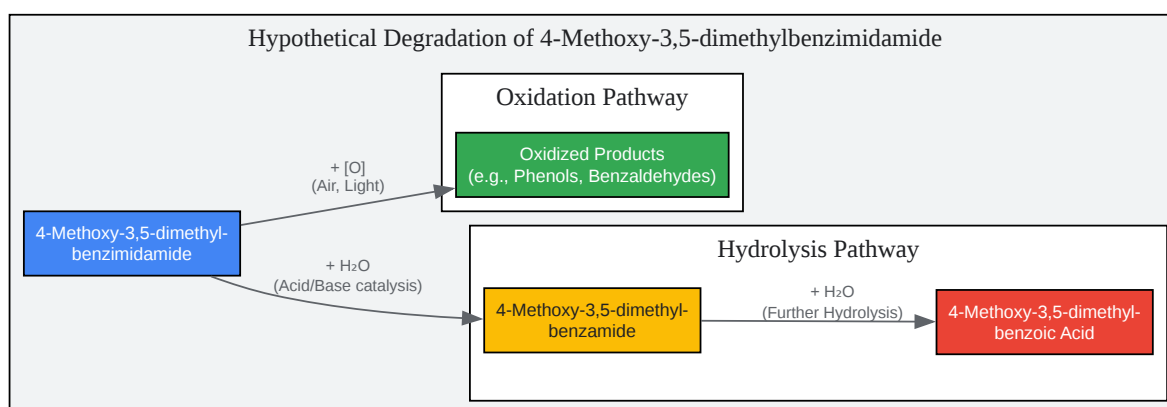 Hypothetical Degradation of 4-Methoxy-3,5-dimethylbenzimidamide
Oxidation Pathway
Oxidized Products
(e.g., Phenols, Benzaldehydes)
+ [O]
(Air, Light)
4-Methoxy-3,5-dimethyl-
benzimidamide
Hydrolysis Pathway
+ H₂O
(Acid/Base catalysis)
4-Methoxy-3,5-dimethyl-
benzamide
+ H₂O
(Further Hydrolysis)
4-Methoxy-3,5-dimethyl-
benzoic Acid